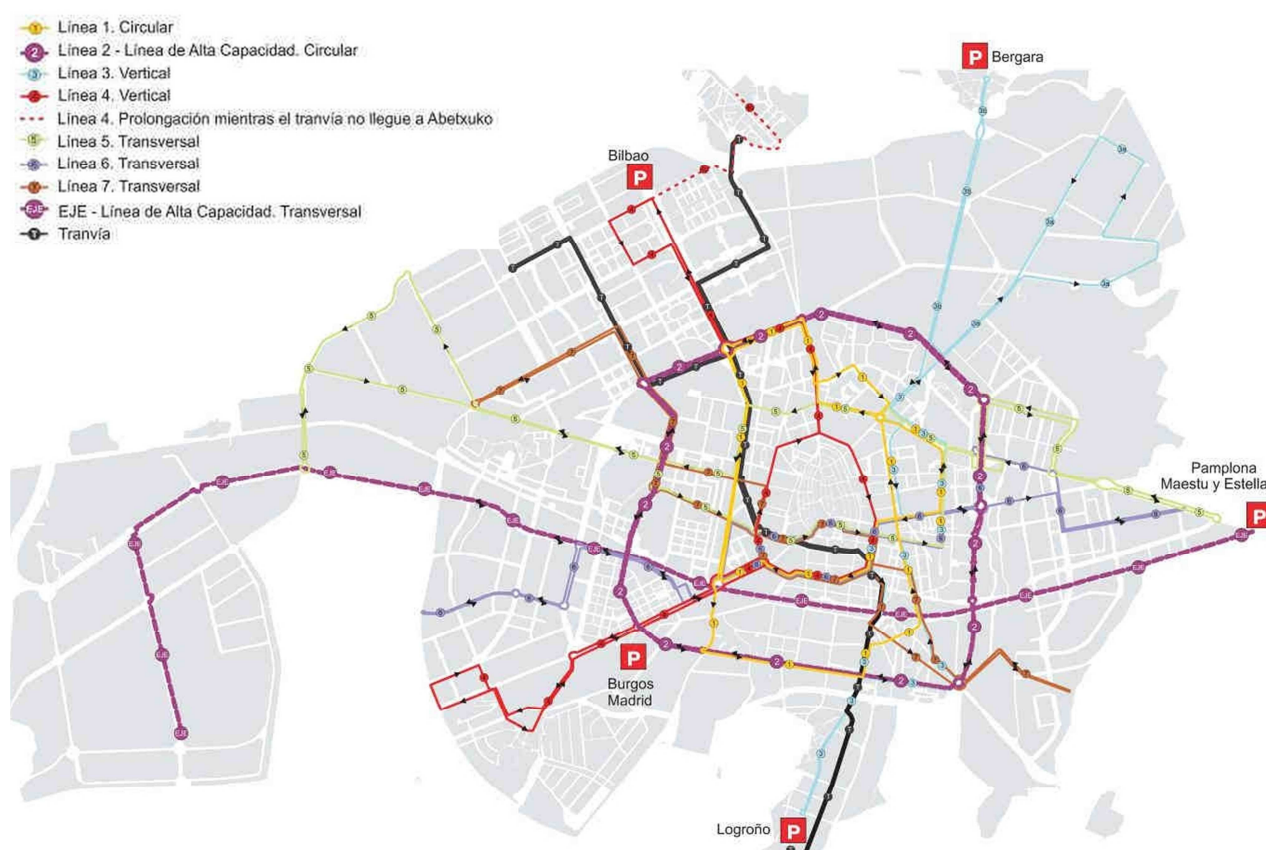 Línea 1. Circular
Línea 2 - Línea de Alta Capacidad. Circular
Línea 3. Vertical
Línea 4. Vertical
Línea 4. Prolongación mientras el tranvía no llegue a Abetxuko
Línea 5. Transversal
Línea 6. Transversal
Línea 7. Transversal
EJE - Línea de Alta Capacidad. Transversal
Tranvía
P Bergara
Bilbao
P
Pamplona
Maestu y Estella
P
P
Burgos
Madrid
Logroño P